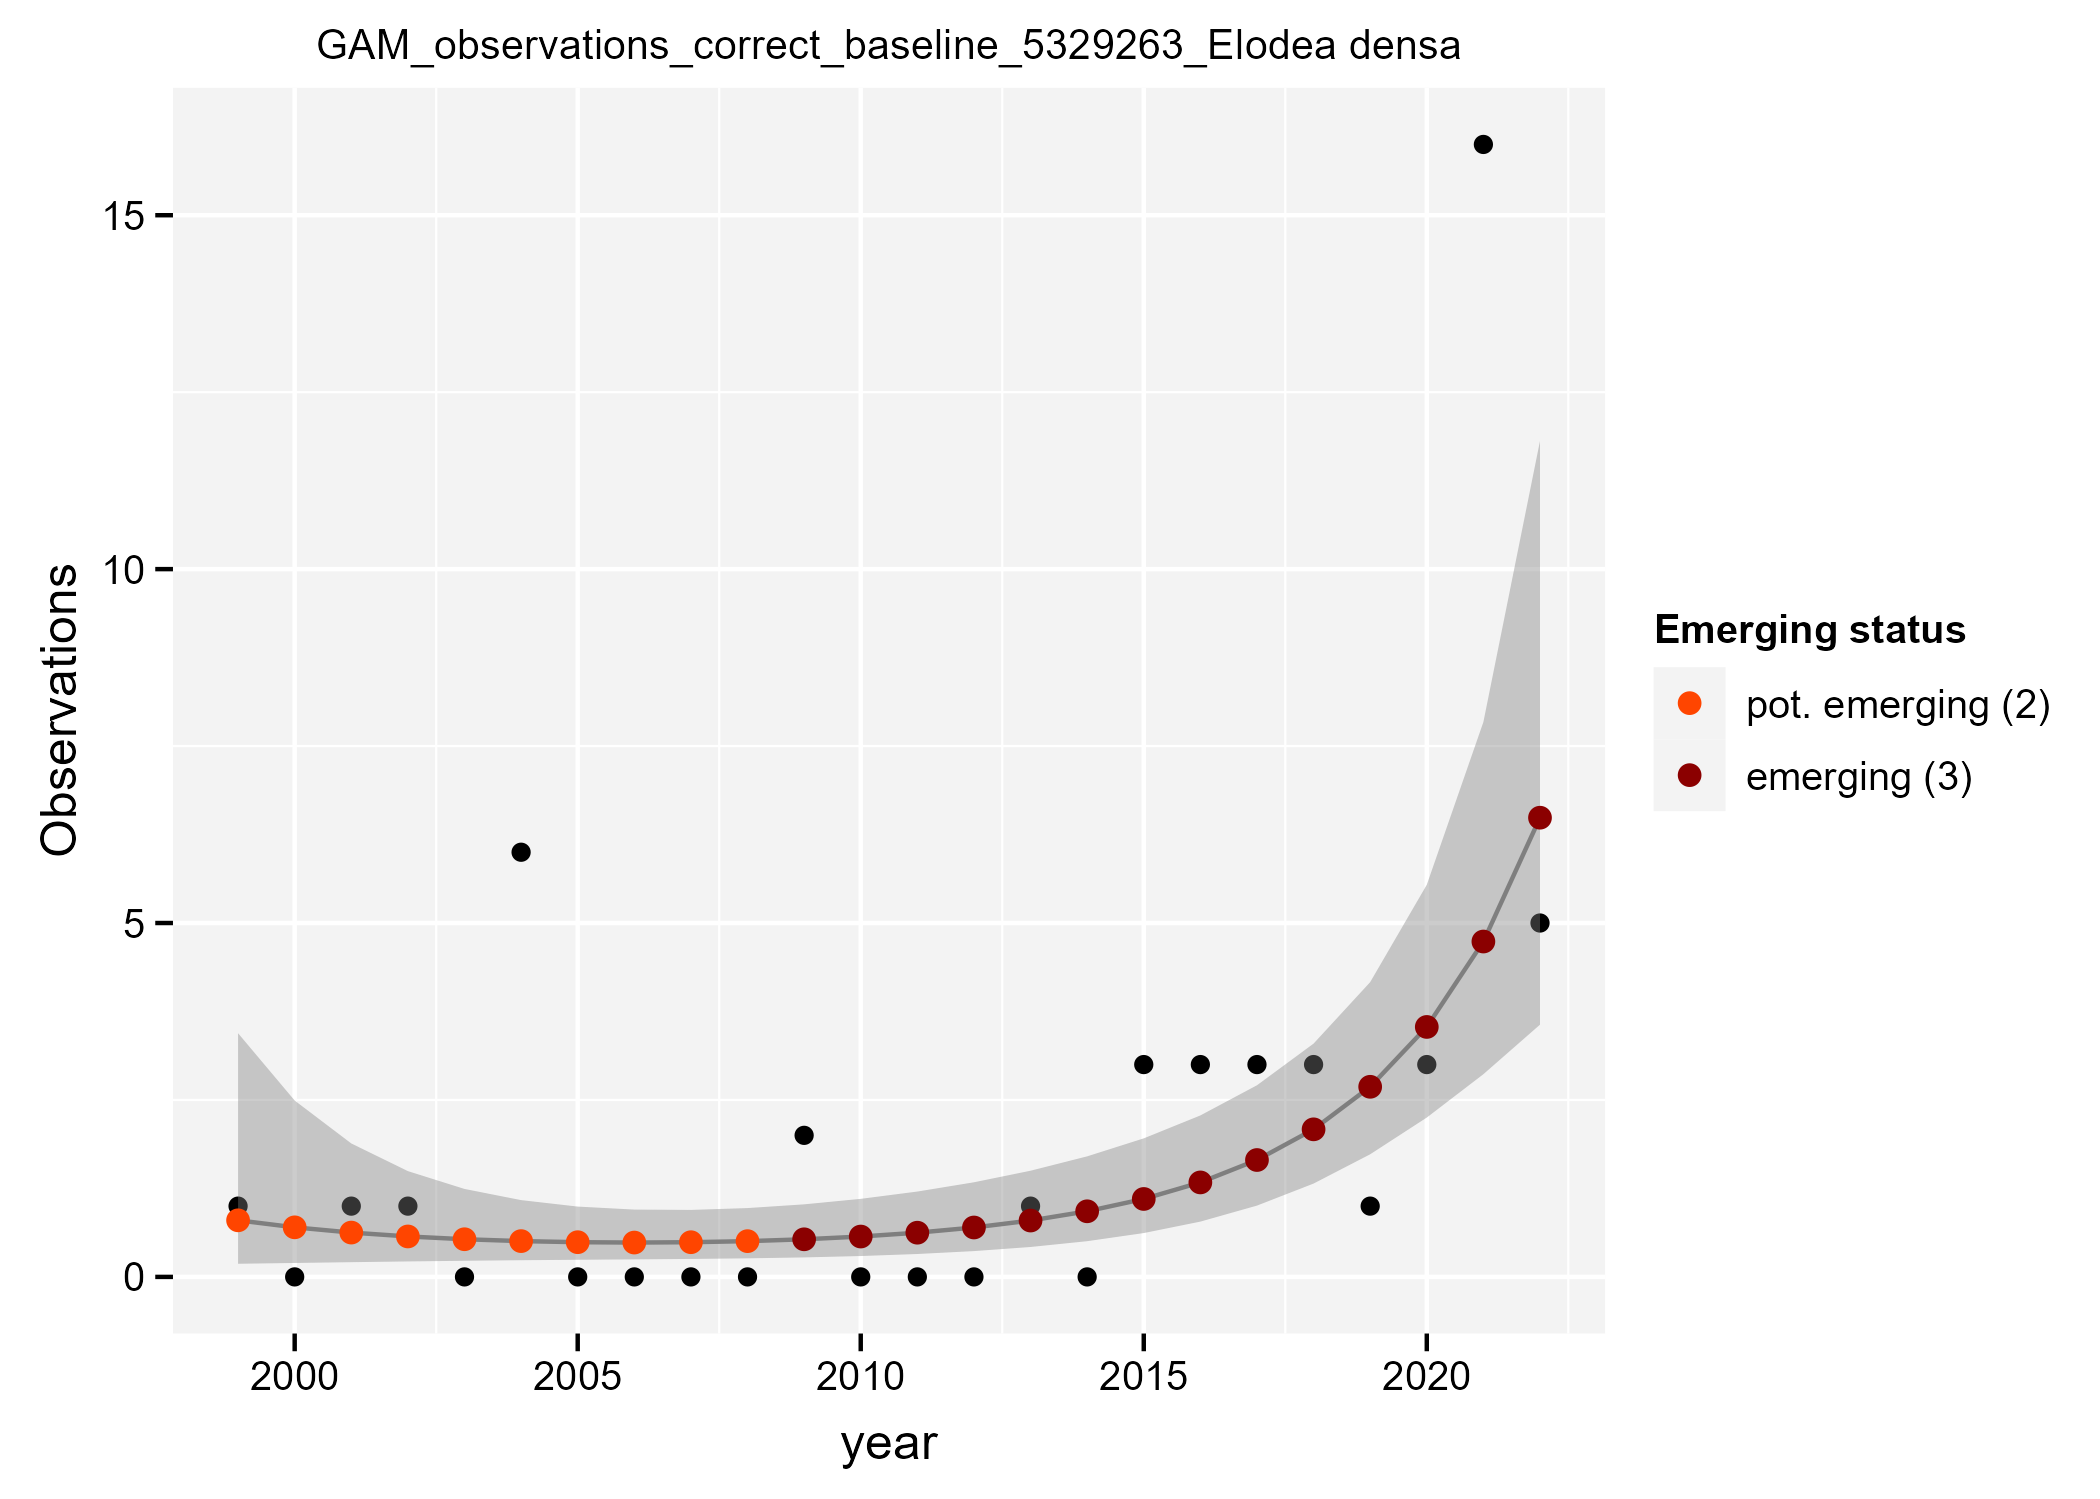 GAM_observations_correct_baseline_5329263_Elodea densa
15
10
5
0
Observations
2000 2005 2010 2015 2020
year
Emerging status
pot. emerging (2)
emerging (3)